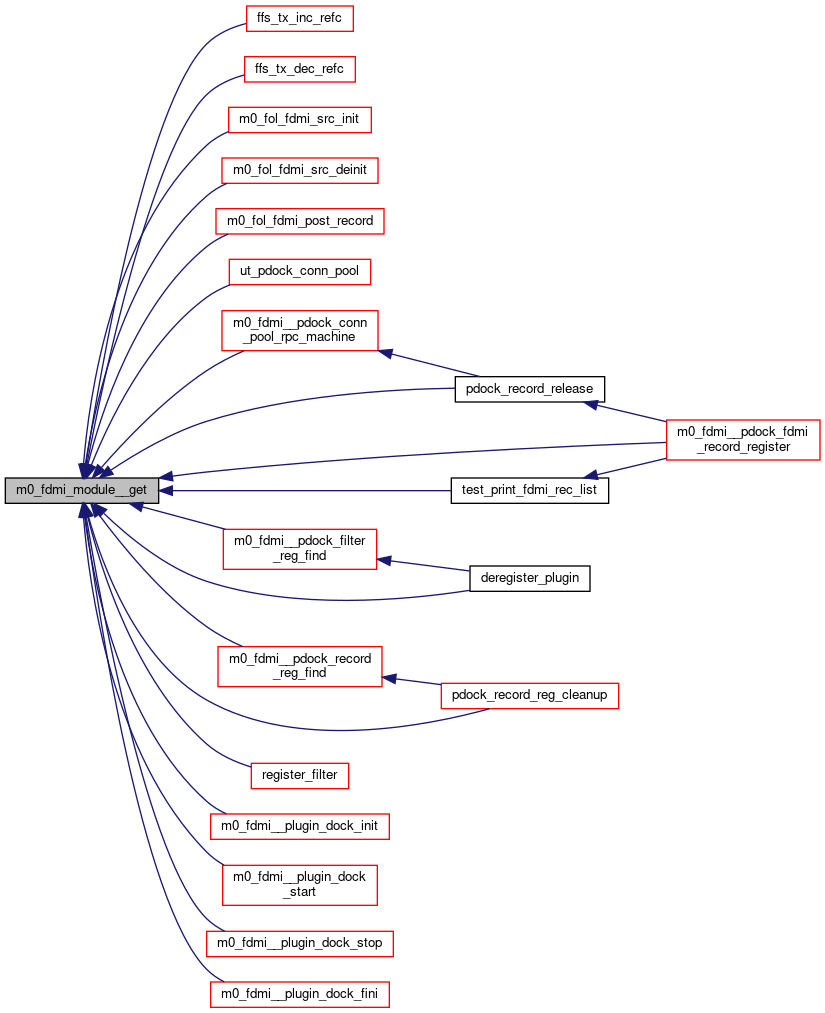 ffs_tx_inc_refc
ffs_tx_dec_refc
m0_fol_fdmi_src_init
m0_fol_fdmi_src_deinit
m0_fol_fdmi_post_record
ut_pdock_conn_pool
m0_fdmi__pdock_conn
_pool_rpc_machine
pdock_record_release
m0_fdmi__pdock_fdmi
_record_register
m0_fdmi_module__get
test_print_fdmi_rec_list
m0_fdmi__pdock_filter
_reg_find
deregister_plugin
m0_fdmi__pdock_record
_reg_find
pdock_record_reg_cleanup
register_filter
m0_fdmi__plugin_dock_init
m0_fdmi__plugin_dock
_start
m0_fdmi__plugin_dock_stop
m0_fdmi__plugin_dock_fini